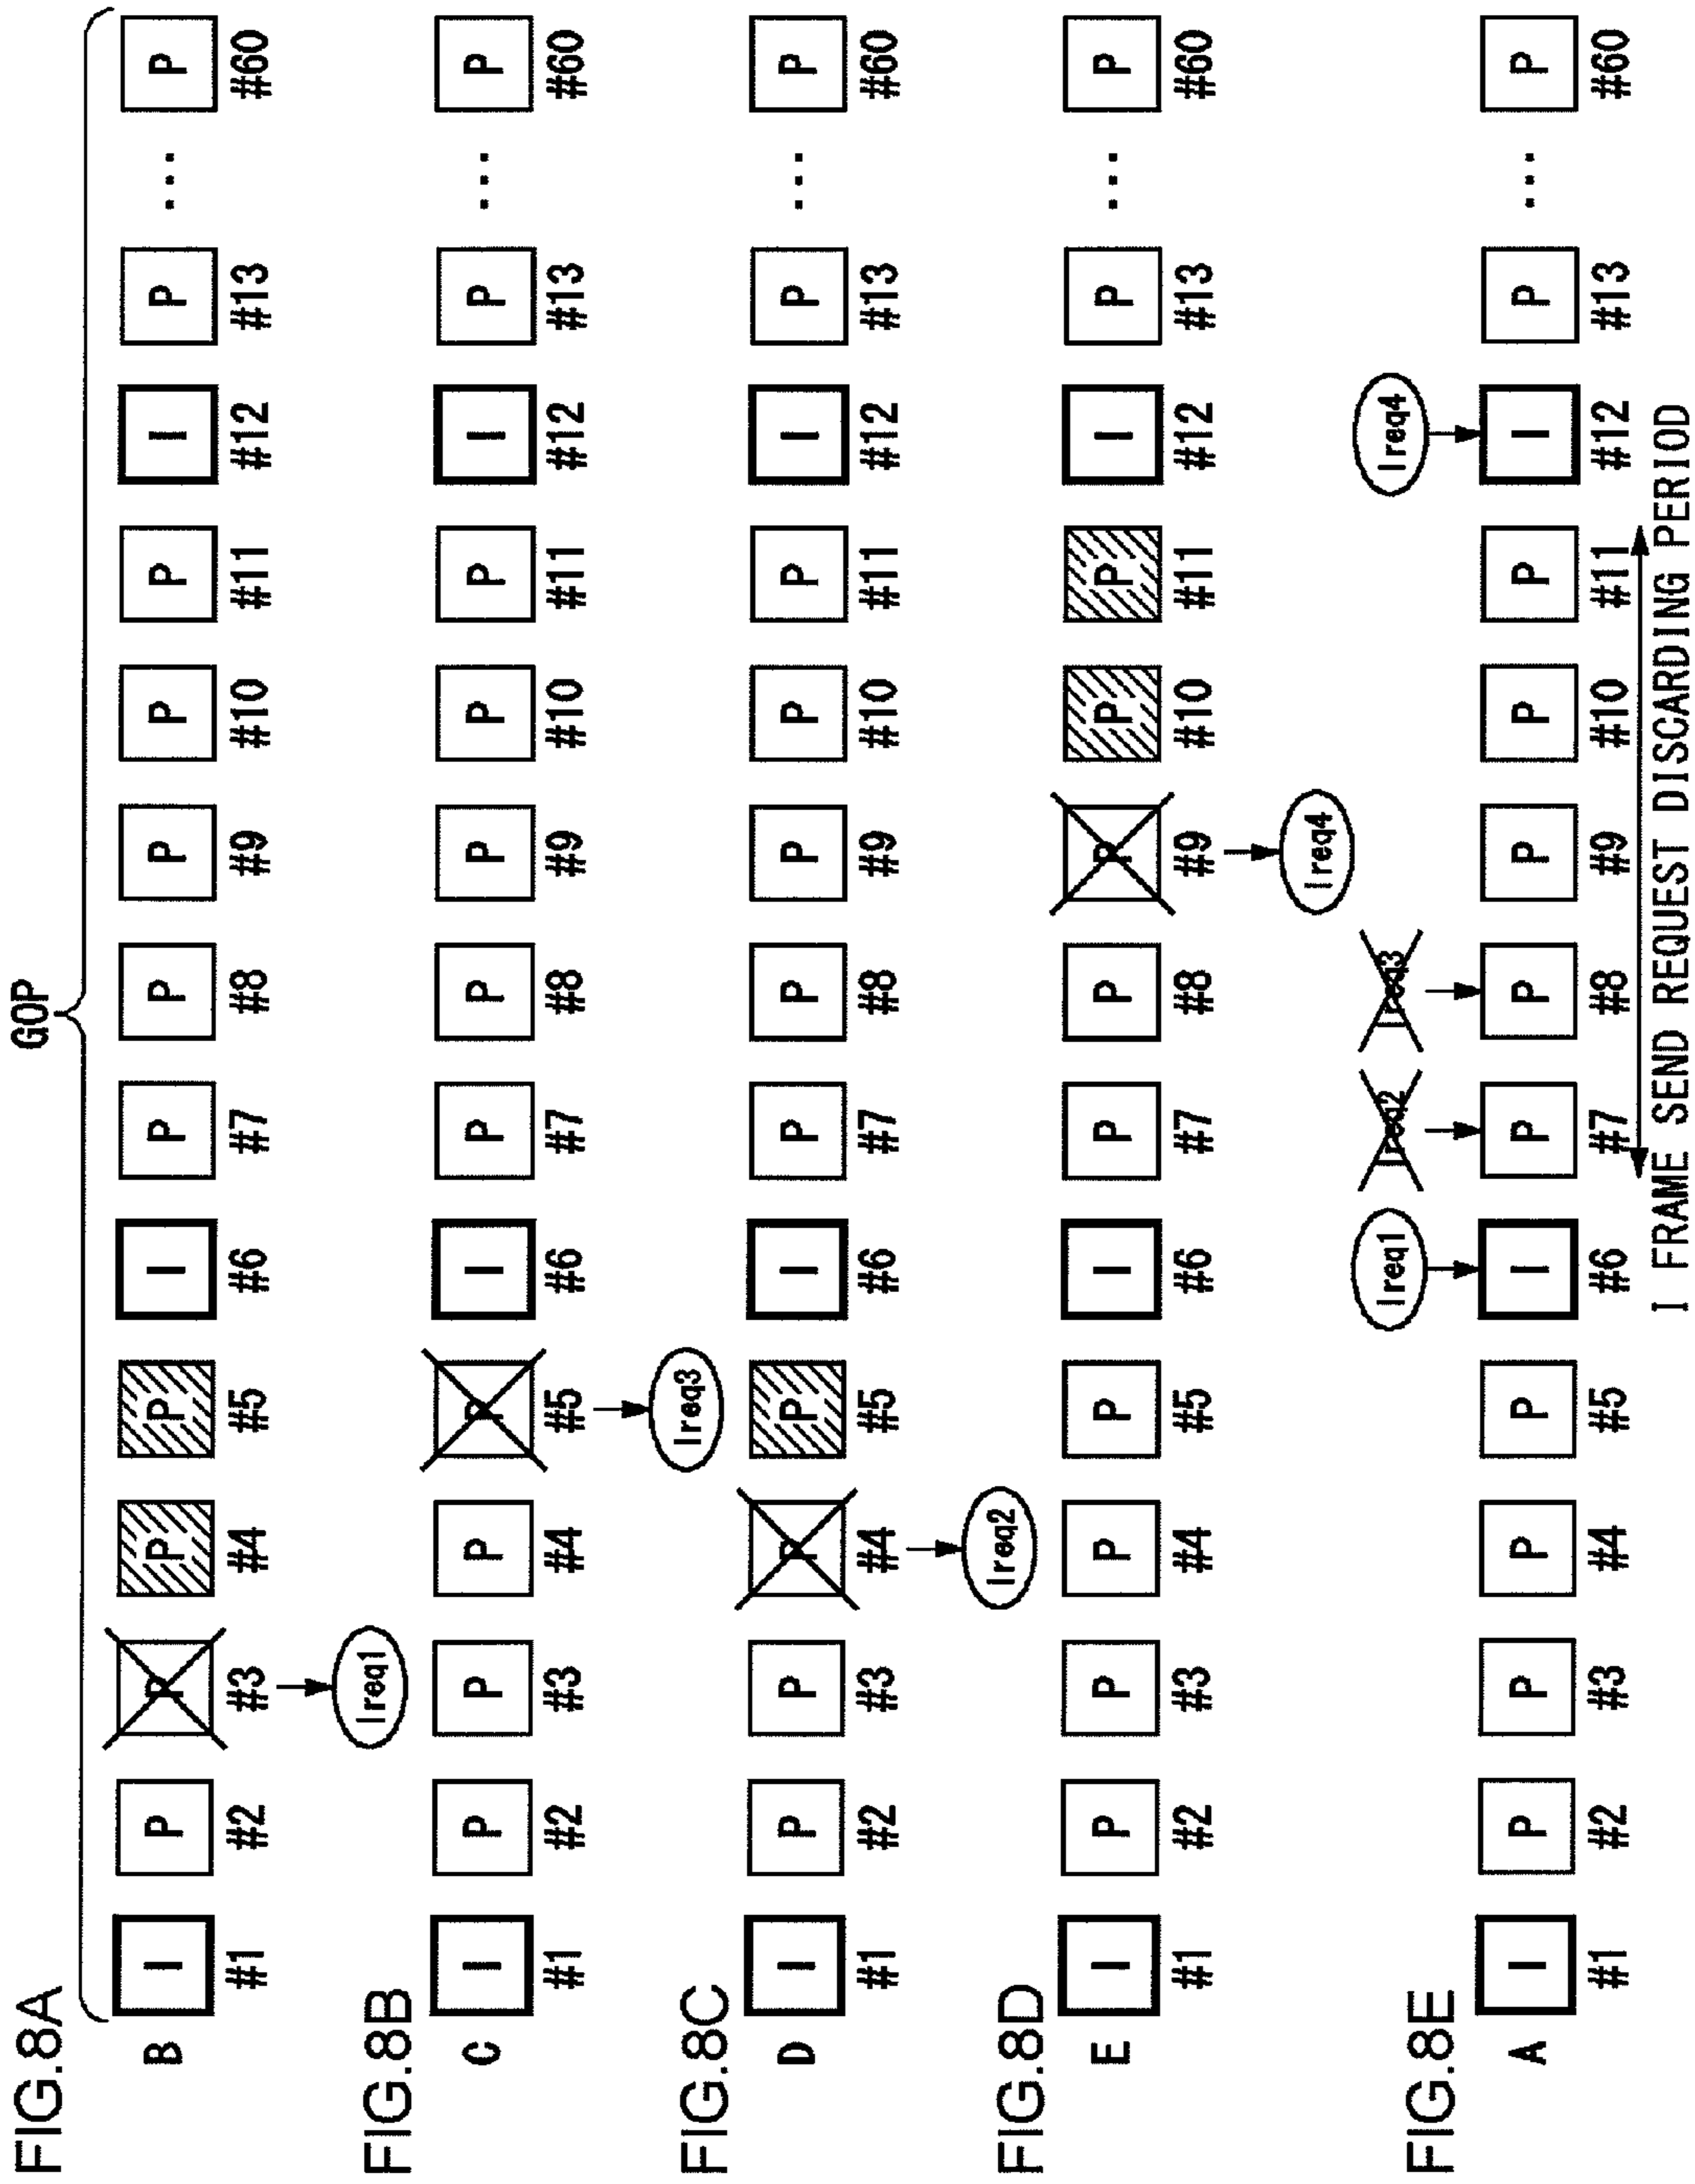 FIG.8A
GOP
B I P P P P I P P P P P I P ... P
#1 #2 #3 #4 #5 #6 #7 #8 #9 #10 #11 #12 #13 #60
Ireq1
FIG.8B
C I P P P P I P P P P P I P ... P
#1 #2 #3 #4 #5 #6 #7 #8 #9 #10 #11 #12 #13 #60
Ireq3
FIG.8C
D I P P P P I P P P P P I P ... P
#1 #2 #3 #4 #5 #6 #7 #8 #9 #10 #11 #12 #13 #60
Ireq2
FIG.8D
E I P P P P I P P P P P I P ... P
#1 #2 #3 #4 #5 #6 #7 #8 #9 #10 #11 #12 #13 #60
Ireq4
FIG.8E
Ireq1 Ireq2 Ireq3 Ireq4
A I P P P P I P P P P P I P ... P
#1 #2 #3 #4 #5 #6 #7 #8 #9 #10 #11 #12 #13 #60
I FRAME SEND REQUEST DISCARDING PERIOD